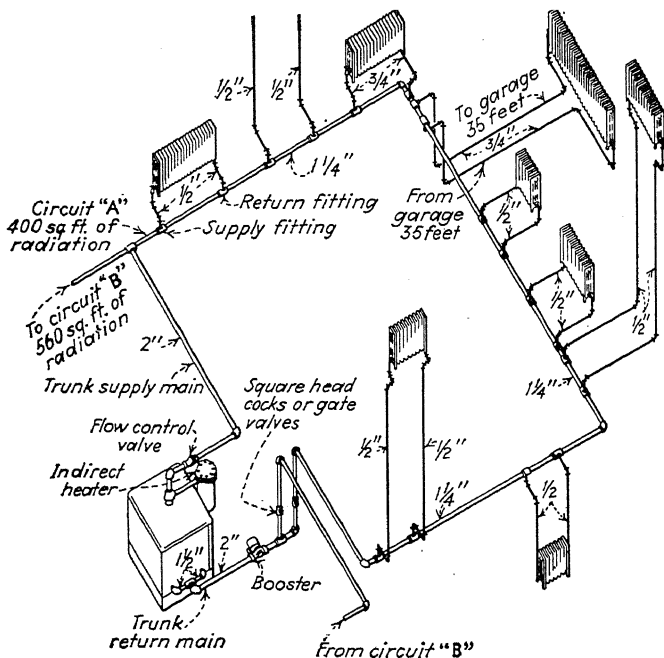 1/2"
1/2"
3/4"
To garage
35 feet
3/4"
1 1/4"
1/2"
Return fitting
Supply fitting
Circuit "A"
400 sq ft. of
radiation
From
garage
35 feet
1/2"
To circuit "B"
560 sq. ft. of
radiation
1/2"
1/2"
2"
Trunk supply main
Square head
cocks or gate
valves
1 1/4"
Flow control
valve
1/2"
1/2"
Indirect
heater
1 1/4"
1/2
1 1/2"
2"
Booster
Trunk
return main
From circuit "B"